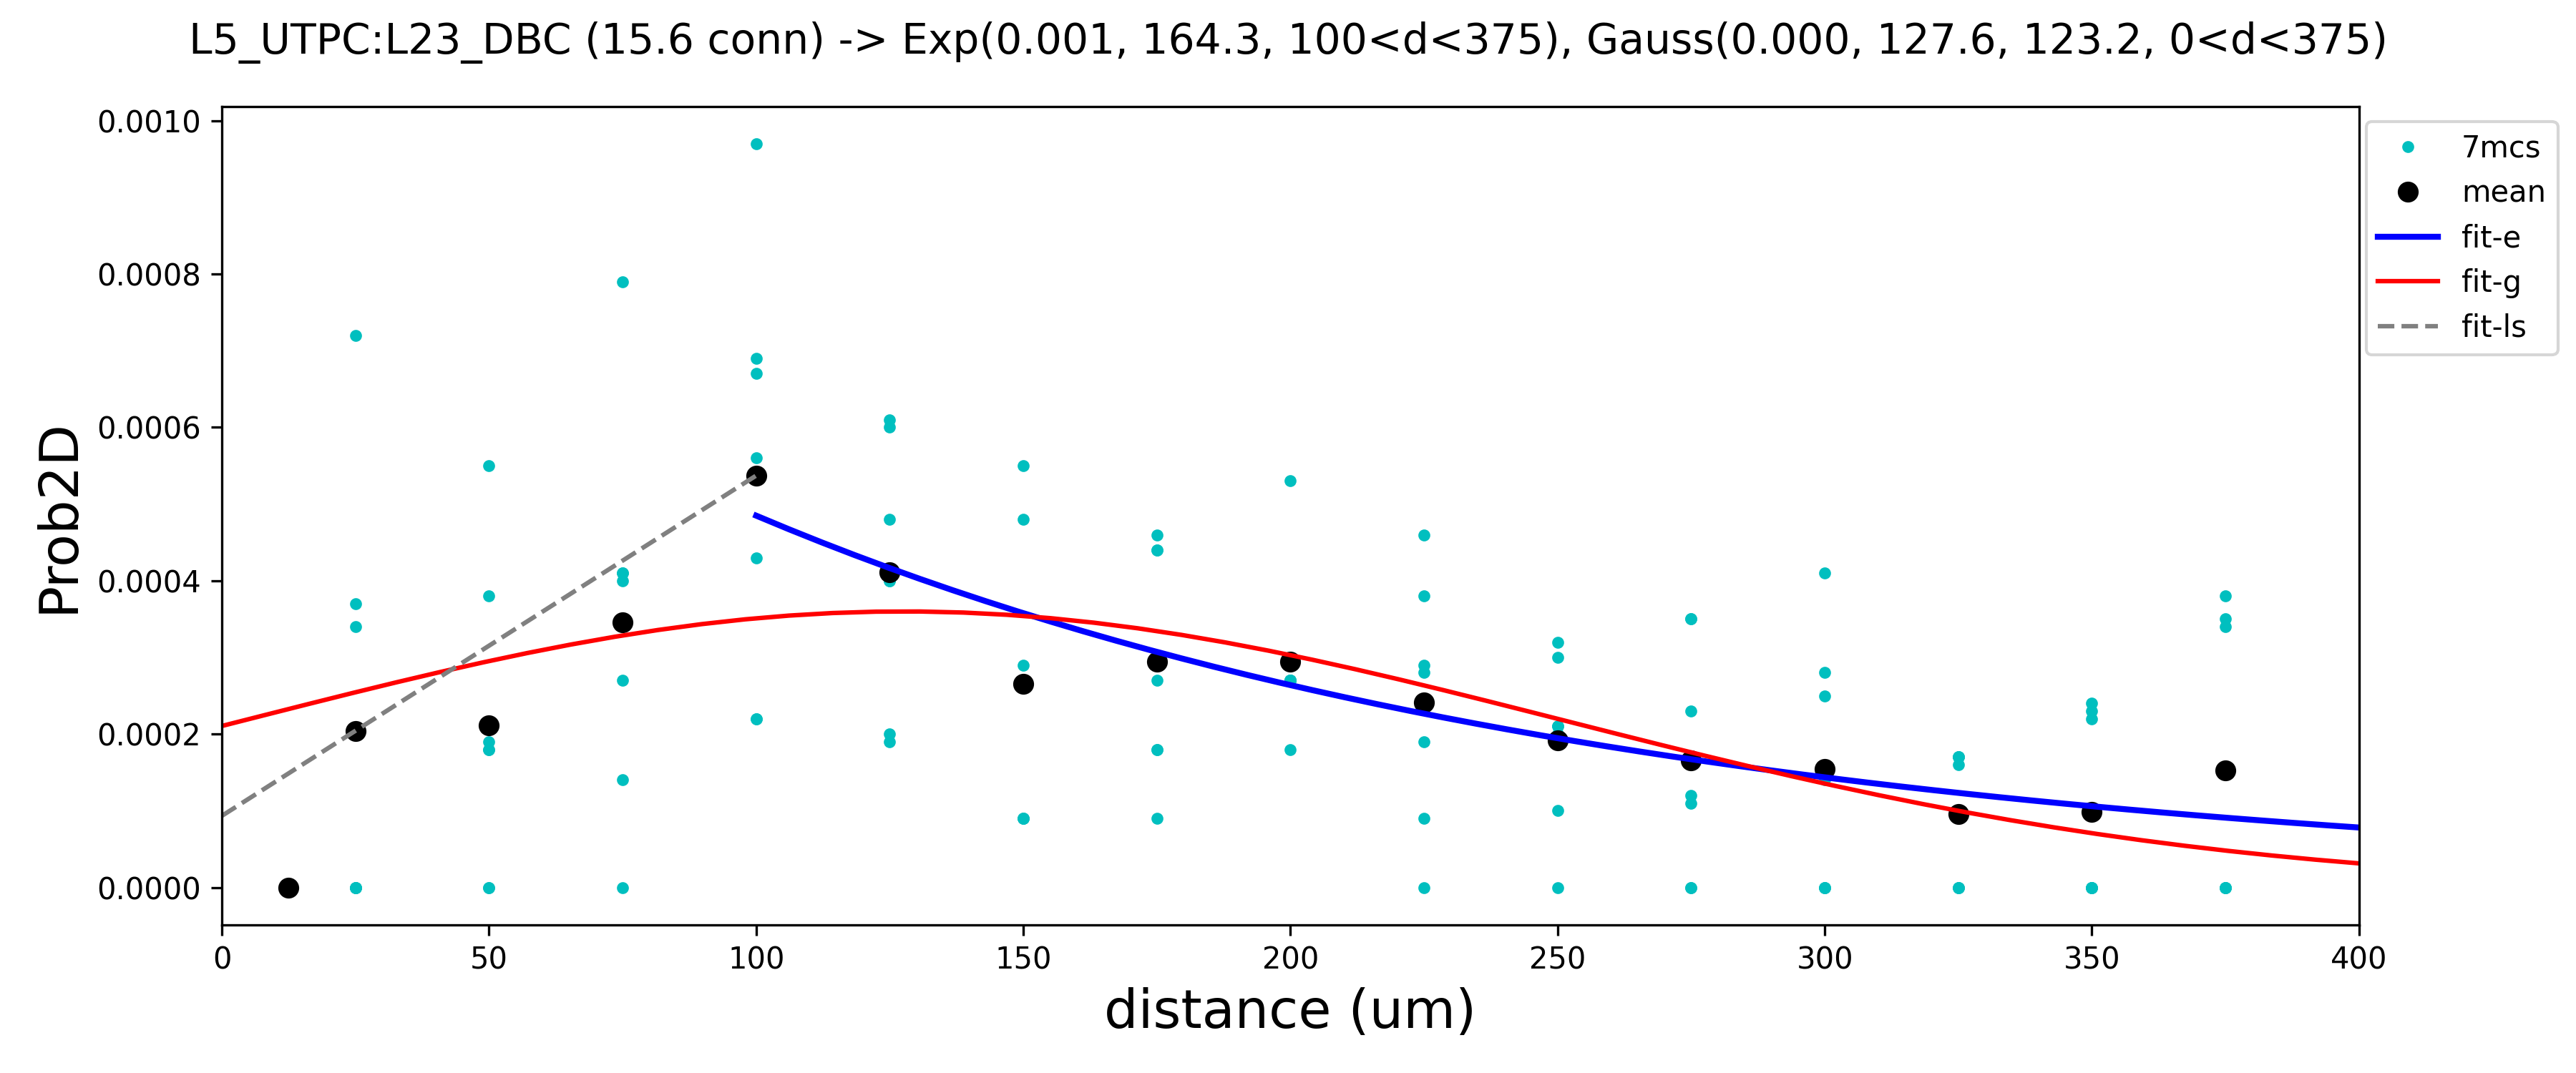 L5_UTPC:L23_DBC (15.6 conn) -> Exp(0.001, 164.3, 100<d<375), Gauss(0.000, 127.6, 123.2, 0<d<375)
0.0010
0.0008
0.0006
0.0004
0.0002
0.0000
Prob2D
0 50 100 150 200 250 300 350 400
distance (um)
7mcs
mean
fit-e
fit-g
fit-ls